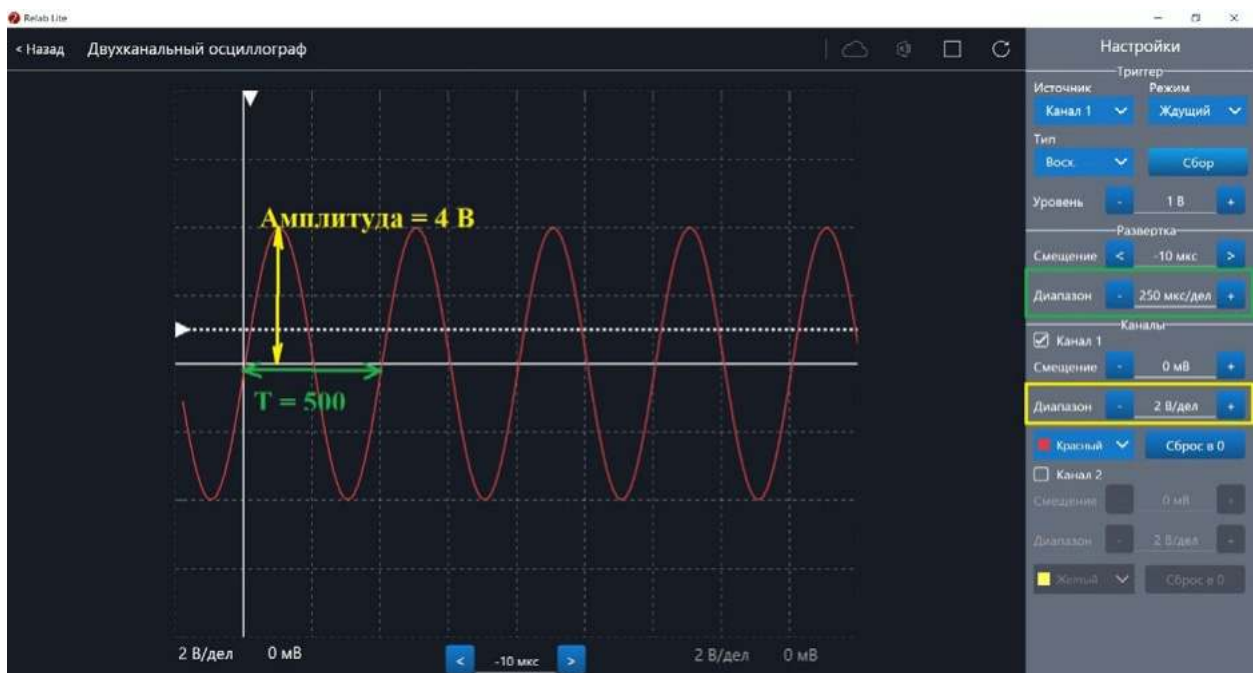 Relab Lite
< Назад Двухканальный осциллограф
Амплитуда = 4 В
T = 500
2 В/дел 0 мВ
< -10 мкс >
2 В/дел 0 мВ
Настройки
Триггер
Источник Режим
Канал 1 Ждущий
Тип
Восх. Сбор
Уровень - 1 В +
Развертка
Смещение < -10 мкс >
Диапазон - 250 мкс/дел +
Каналы
Канал 1
Смещение - 0 мВ +
Диапазон - 2 В/дел +
Красный Сброс в 0
Канал 2
Смещение - 0 мВ +
Диапазон - 2 В/дел +
Желтый Сброс в 0